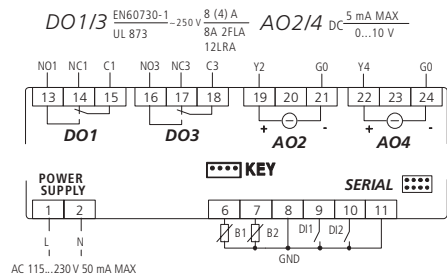 DO1/3 EN60730-1 ~250 V 8 (4) A AO2/4 DC 5 mA MAX
UL 873 8A 2FLA 0...10 V
12LRA
NO1 NC1 C1 NO3 NC3 C3 Y2 G0 Y4 G0
13 14 15 16 17 18 19 20 21 22 23 24
+ - + -
DO1 DO3 AO2 AO4
KEY
POWER SUPPLY SERIAL
1 2 6 7 8 9 10 11
L N B1 B2 DI1 DI2
GND
AC 115...230 V 50 mA MAX